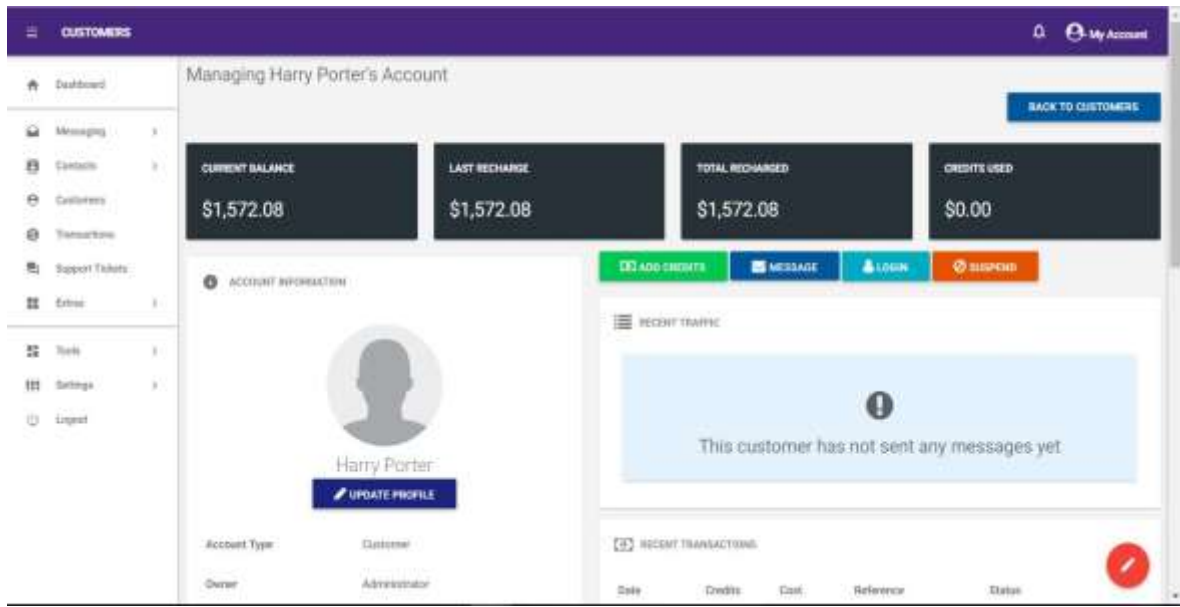 CUSTOMERS
My Account
Dashboard
Messaging
Contacts
Customers
Transactions
Support Tickets
Extras
Tools
Settings
Logout
Managing Harry Porter's Account
BACK TO CUSTOMERS
CURRENT BALANCE
$1,572.08
LAST RECHARGE
$1,572.08
TOTAL RECHARGED
$1,572.08
CREDITS USED
$0.00
ACCOUNT INFORMATION
Harry Porter
UPDATE PROFILE
Account Type Customer
Owner Administrator
ADD CREDITS
MESSAGE
LOGIN
SUSPEND
RECENT TRAFFIC
This customer has not sent any messages yet
RECENT TRANSACTIONS
Date Credits Cost Reference Status